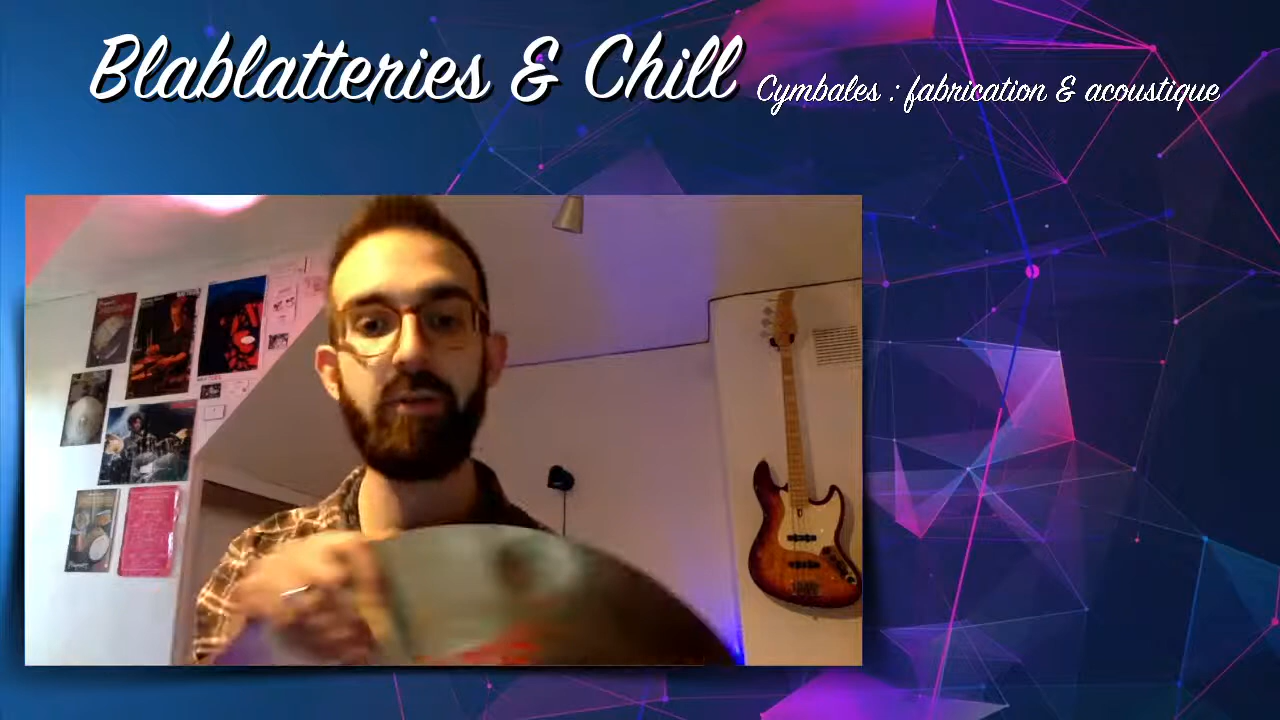 Blablatteries & Chill
Cymbales : fabrication & acoustique